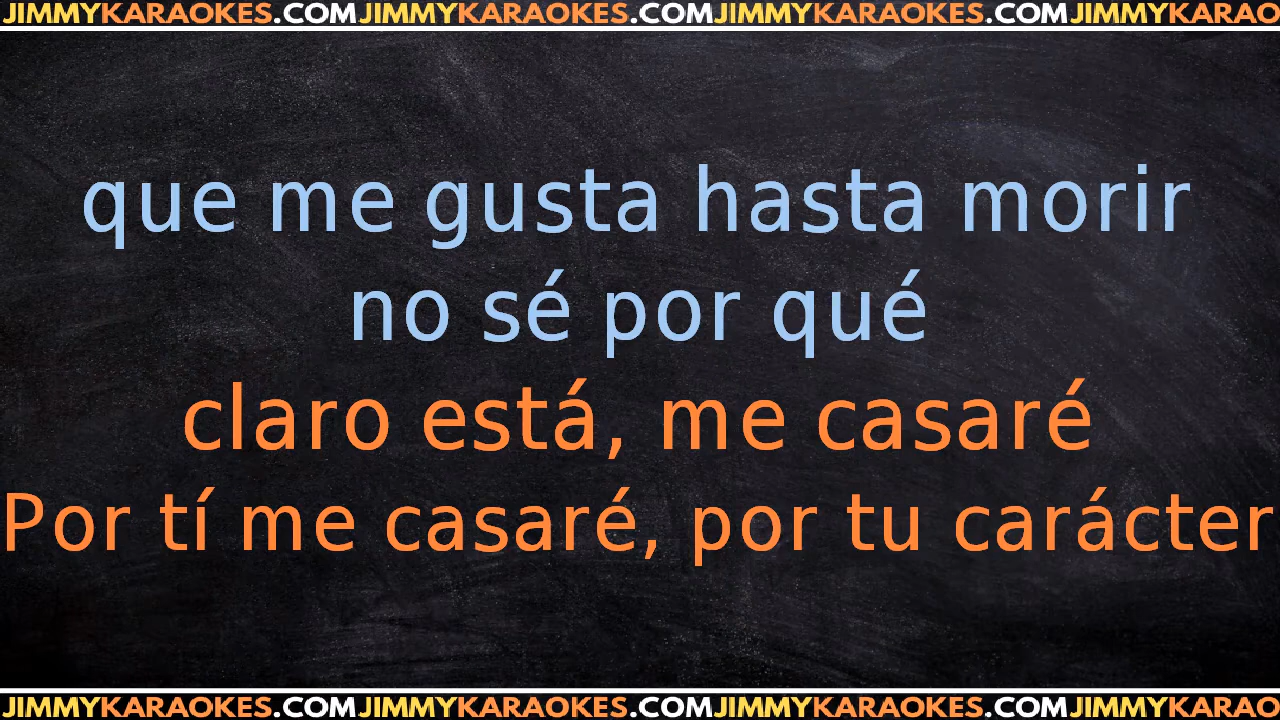 JIMMYKARAOKES.COMJIMMYKARAOKES.COMJIMMYKARAOKES.COMJIMMYKARAO
que me gusta hasta morir
no sé por qué
claro está, me casaré
Por tí me casaré, por tu carácter
JIMMYKARAOKES.COMJIMMYKARAOKES.COMJIMMYKARAOKES.COMJIMMYKARAO